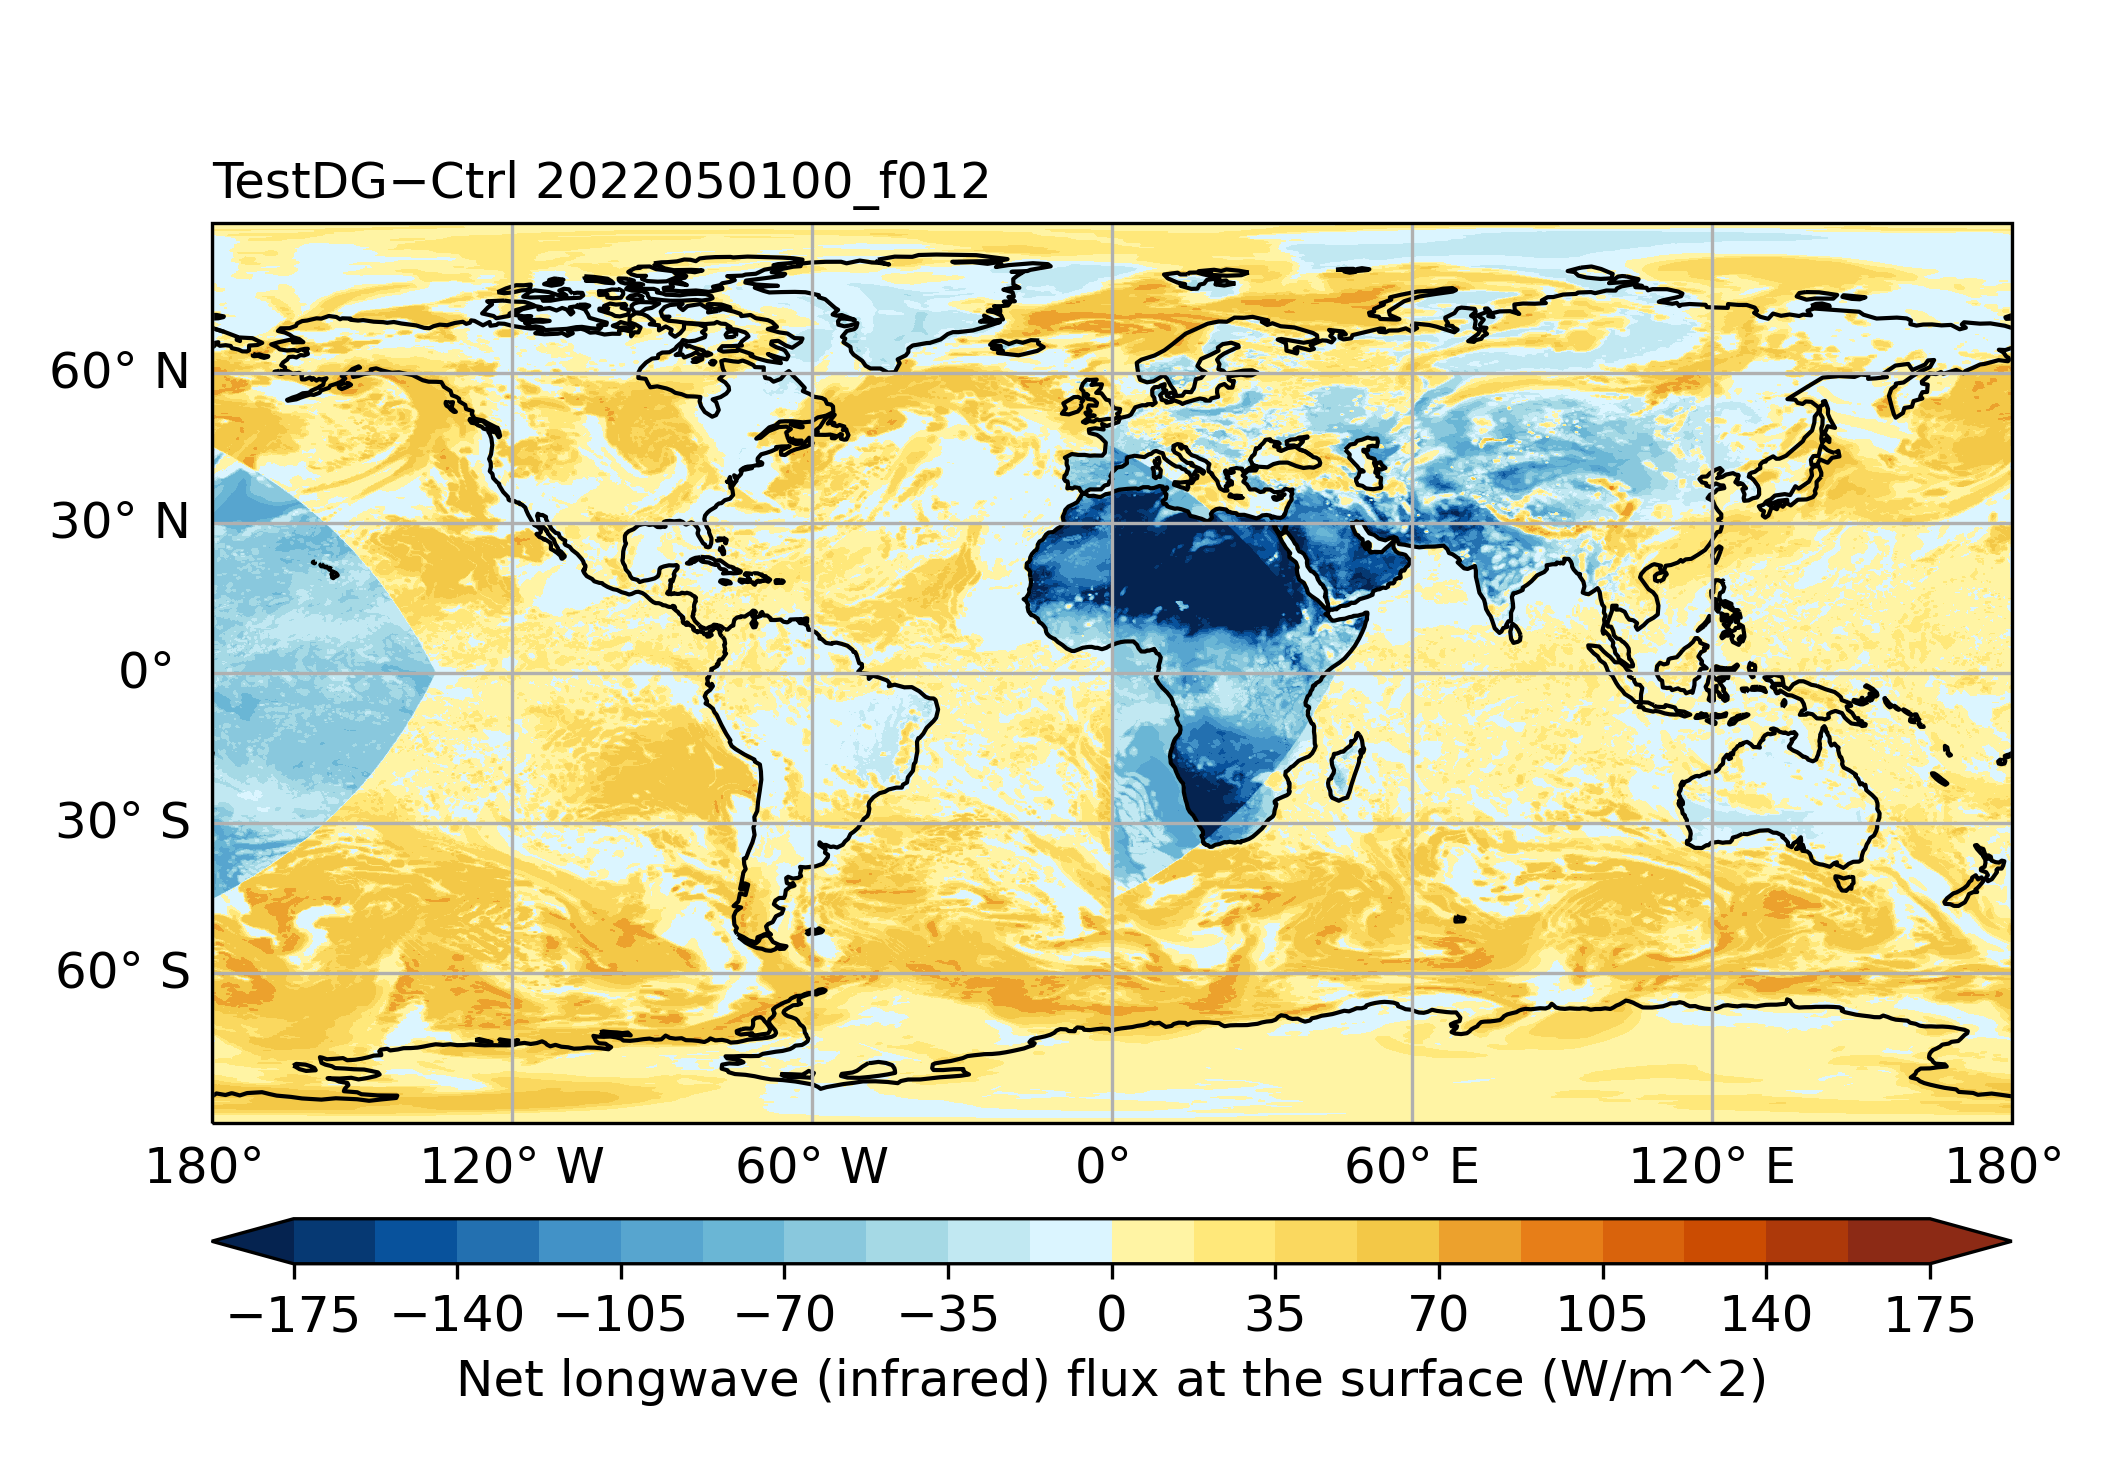 TestDG−Ctrl 2022050100_f012
60° N
30° N
0°
30° S
60° S
180° 120° W 60° W 0° 60° E 120° E 180°
−175 −140 −105 −70 −35 0 35 70 105 140 175
Net longwave (infrared) flux at the surface (W/m^2)